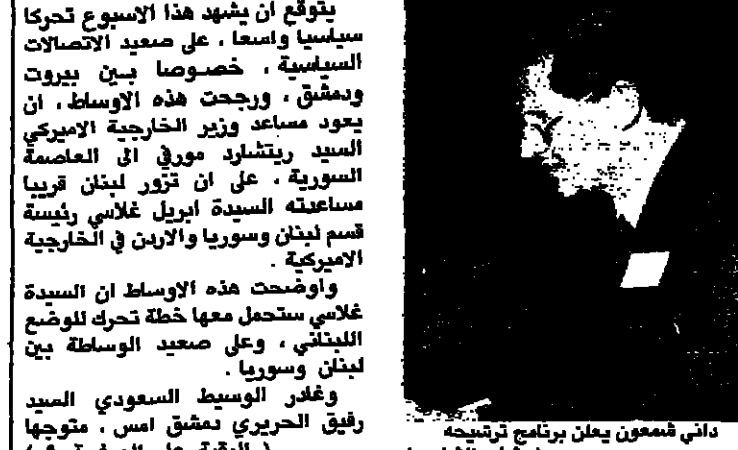 يتوقع ان يشهد هذا الاسبوع تحركا
سياسيا واسعا ، على صعيد الاتصالات
السياسية ، خصوصا بين بيروت
ودمشق ، ورجحت هذه الاوساط ، ان
يعود مساعد وزير الخارجية الاميركي
السيد ريتشارد مورفي الى العاصمة
السورية ، على ان تزور لبنان قريبا
مساعدته السيدة ابريل غلاسي رئيسة
قسم لبنان وسوريا والاردن في الخارجية
الاميركية .
واوضحت هذه الاوساط ان السيدة
غلاسي ستحمل معها خطة تحرك للوضع
اللبناني ، وعلى صعيد الوساطة بين
لبنان وسوريا .
وغادر الوسيط السعودي السيد
رفيق الحريري دمشق امس ، متوجها
داني شمعون يعلن برنامج ترشيحه